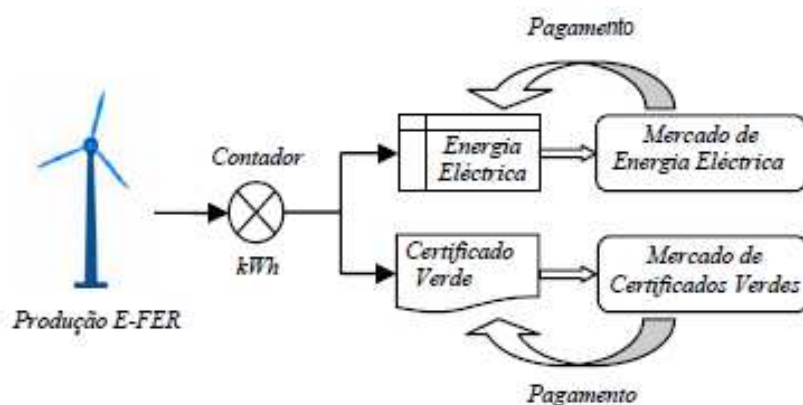 Pagamento
Contador
kWh
Produção E-FER
Energia
Eléctrica
Mercado de
Energia Eléctrica
Certificado
Verde
Mercado de
Certificados Verdes
Pagamento